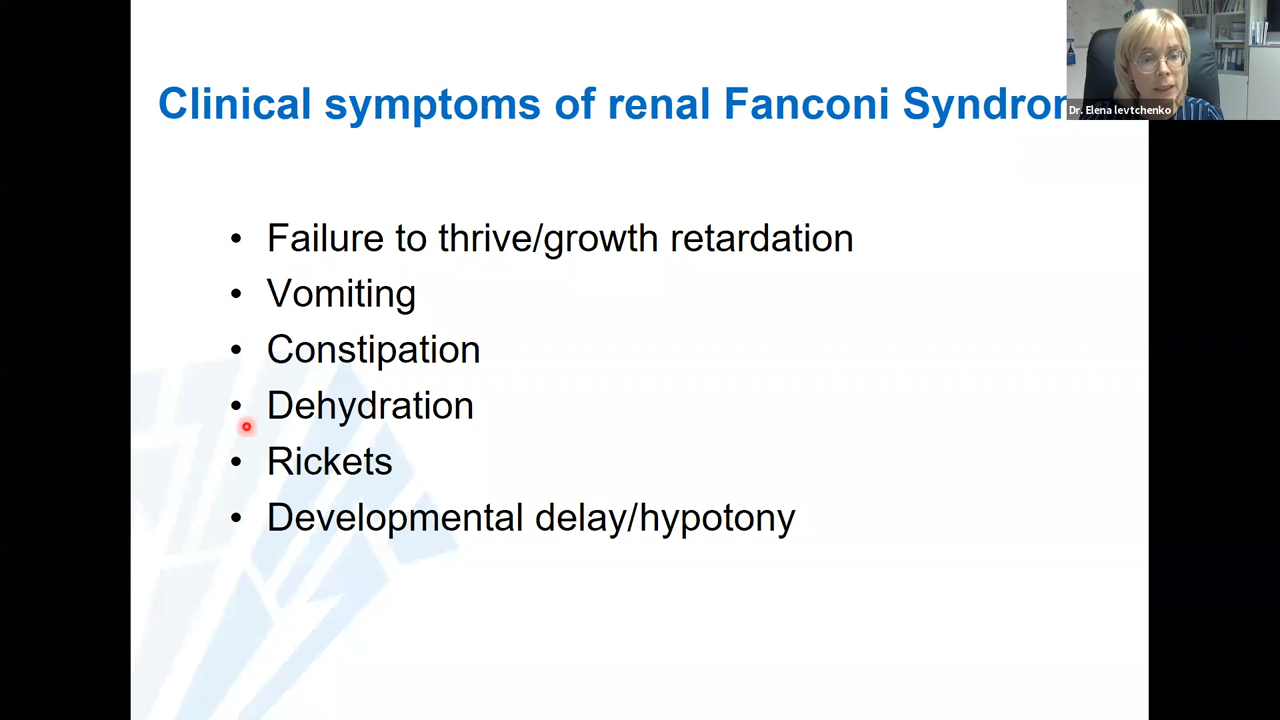 Clinical symptoms of renal Fanconi Syndrom
Dr. Elena levtchenko
• Failure to thrive/growth retardation
• Vomiting
• Constipation
• Dehydration
• Rickets
• Developmental delay/hypotony